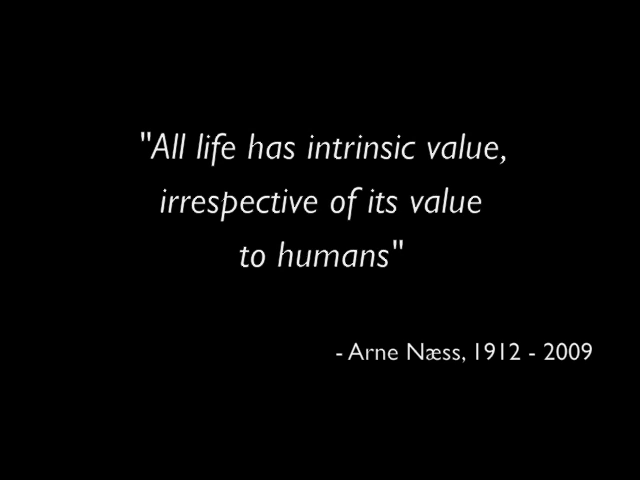 "All life has intrinsic value,
irrespective of its value
to humans"
- Arne Næss, 1912 - 2009